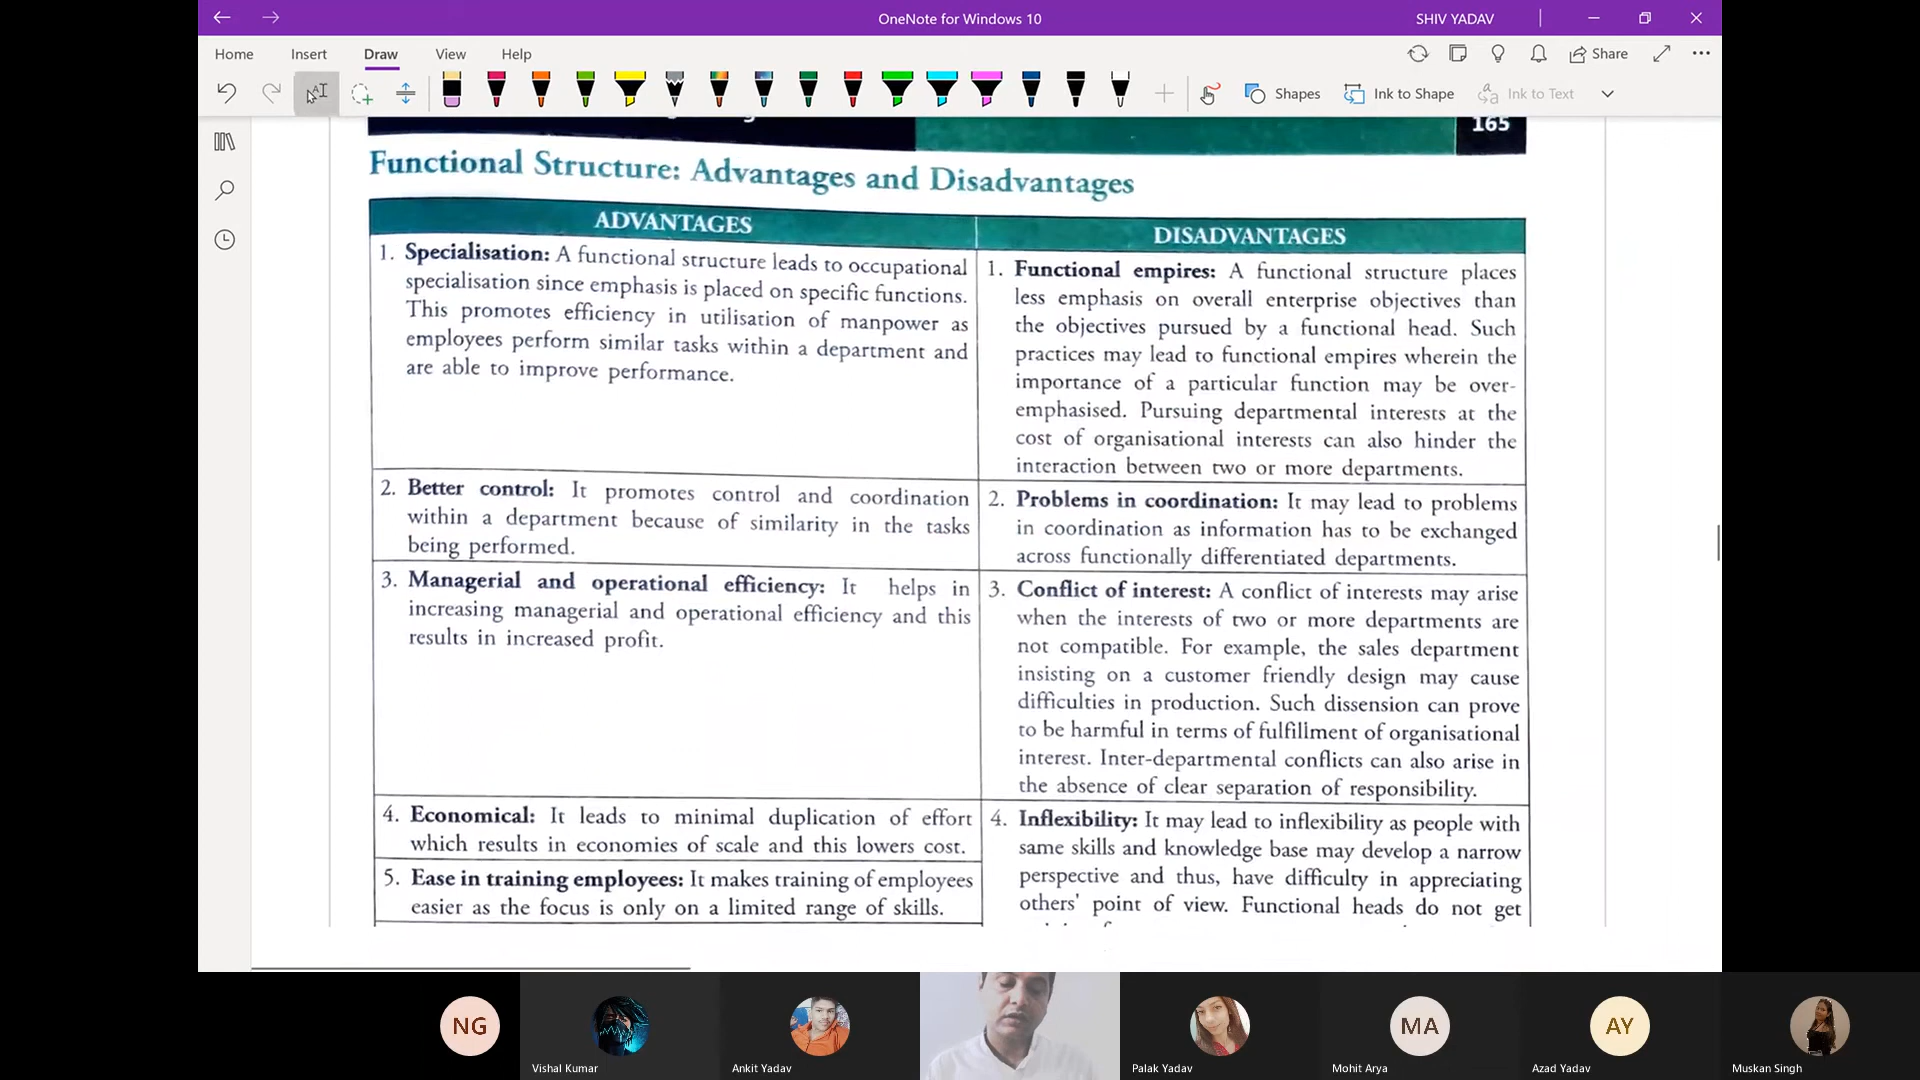 OneNote for Windows 10
SHIV YADAV
Home Insert Draw View Help
Share
Shapes
Ink to Shape
Ink to Text
165
Functional Structure: Advantages and Disadvantages
ADVANTAGES
1. Specialisation: A functional structure leads to occupational
specialisation since emphasis is placed on specific functions.
This promotes efficiency in utilisation of manpower as
employees perform similar tasks within a department and
are able to improve performance.
2. Better control: It promotes control and coordination
within a department because of similarity in the tasks
being performed.
3. Managerial and operational efficiency: It helps in
increasing managerial and operational efficiency and this
results in increased profit.
4. Economical: It leads to minimal duplication of effort
which results in economies of scale and this lowers cost.
5. Ease in training employees: It makes training of employees
easier as the focus is only on a limited range of skills.
DISADVANTAGES
1. Functional empires: A functional structure places
less emphasis on overall enterprise objectives than
the objectives pursued by a functional head. Such
practices may lead to functional empires wherein the
importance of a particular function may be over-
emphasised. Pursuing departmental interests at the
cost of organisational interests can also hinder the
interaction between two or more departments.
2. Problems in coordination: It may lead to problems
in coordination as information has to be exchanged
across functionally differentiated departments.
3. Conflict of interest: A conflict of interests may arise
when the interests of two or more departments are
not compatible. For example, the sales department
insisting on a customer friendly design may cause
difficulties in production. Such dissension can prove
to be harmful in terms of fulfillment of organisational
interest. Inter-departmental conflicts can also arise in
the absence of clear separation of responsibility.
4. Inflexibility: It may lead to inflexibility as people with
same skills and knowledge base may develop a narrow
perspective and thus, have difficulty in appreciating
others' point of view. Functional heads do not get
NG
Vishal Kumar
Ankit Yadav
Palak Yadav
MA
Mohit Arya
AY
Azad Yadav
Muskan Singh